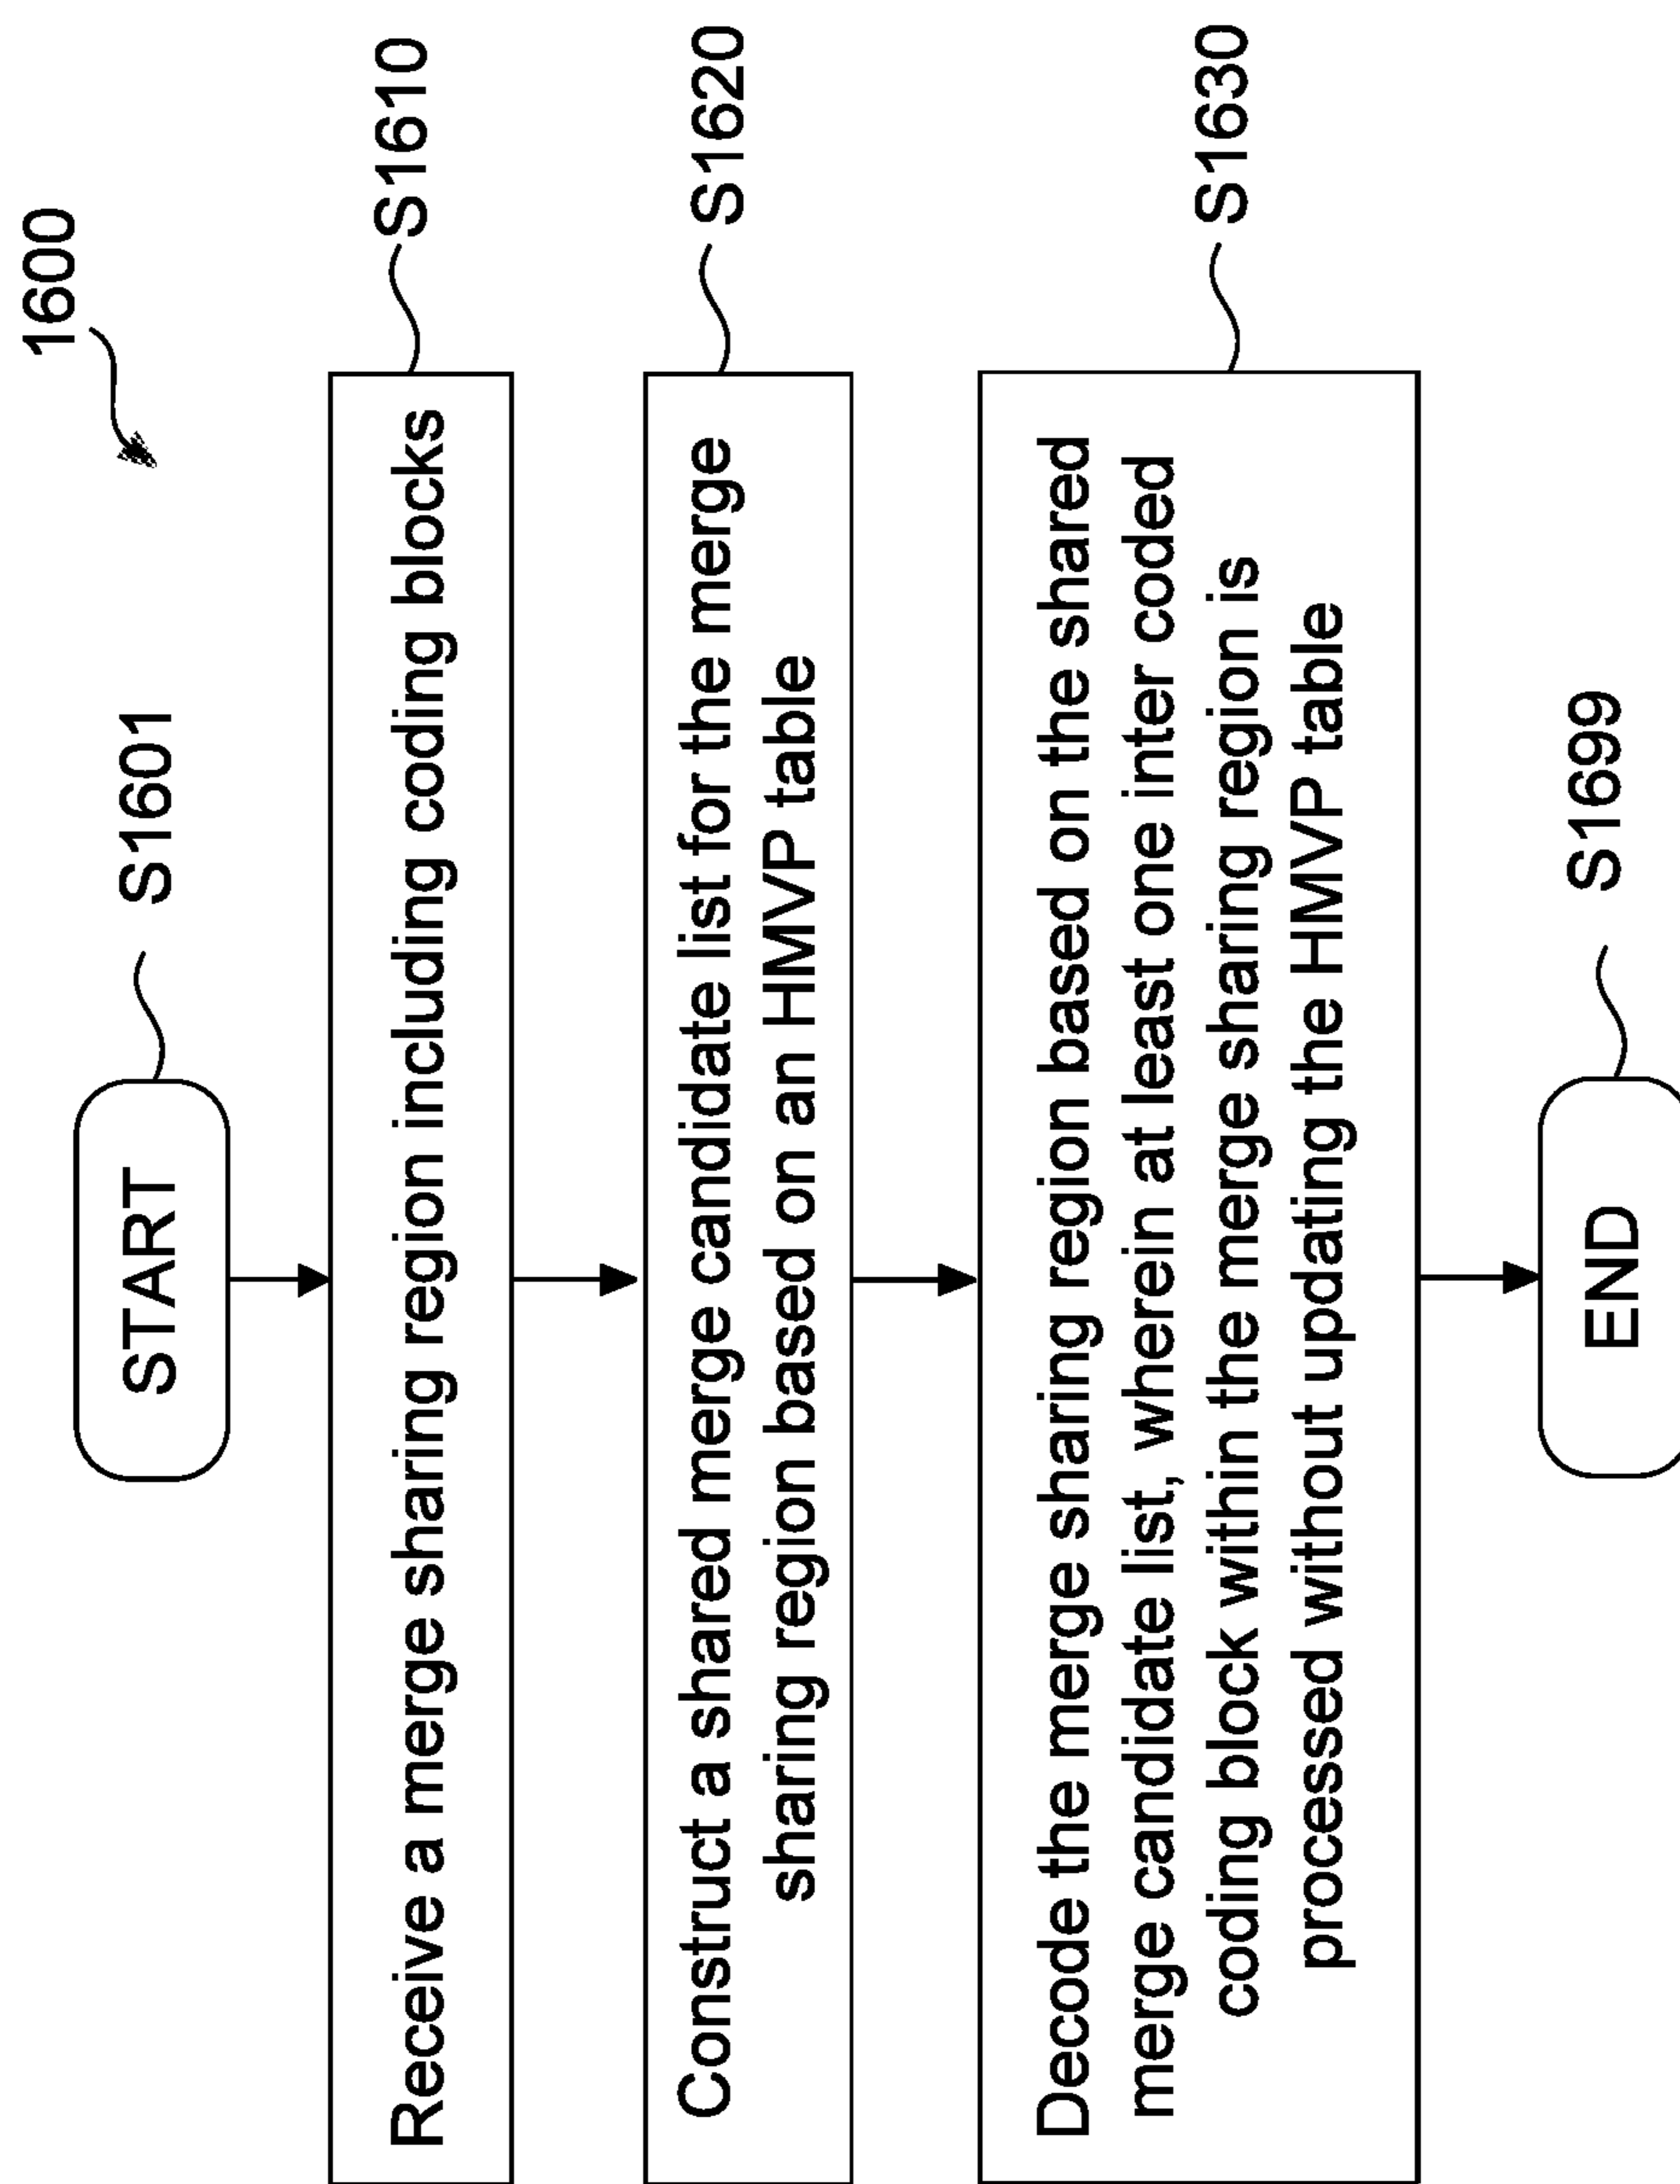 1600
START
S1601
Receive a merge sharing region including coding blocks
S1610
Construct a shared merge candidate list for the merge
sharing region based on an HMVP table
S1620
Decode the merge sharing region based on the shared
merge candidate list, wherein at least one inter coded
coding block within the merge sharing region is
processed without updating the HMVP table
S1630
END
S1699